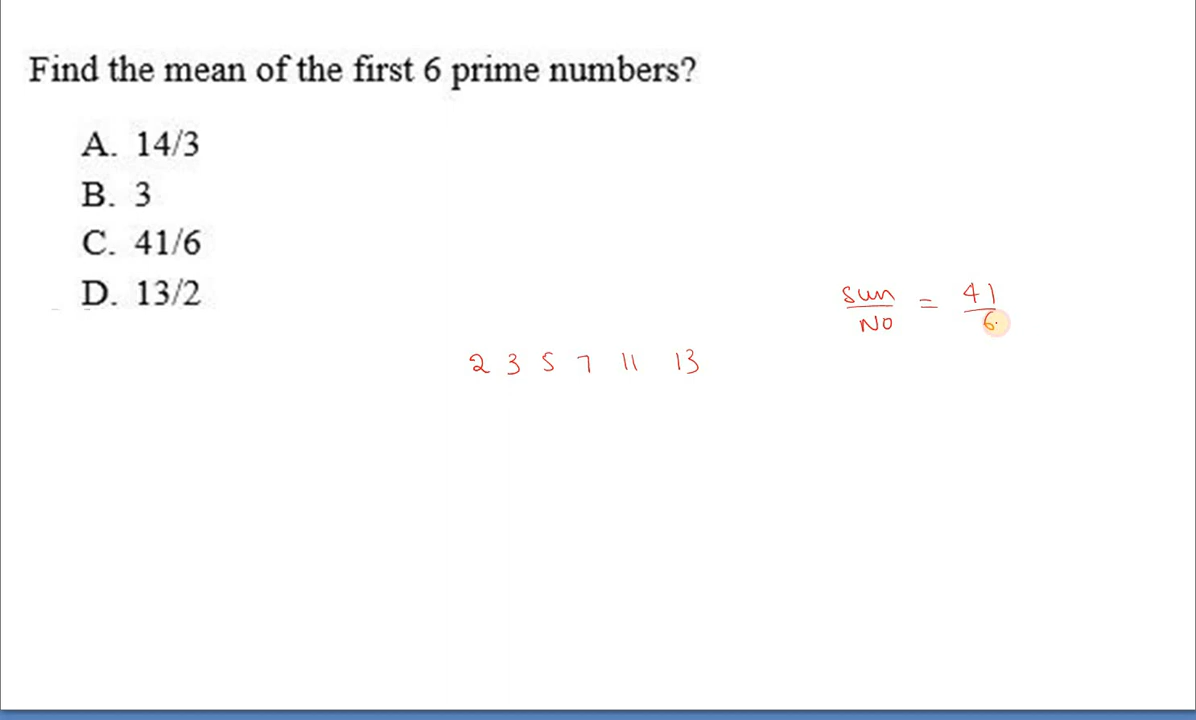 Find the mean of the first 6 prime numbers?
A. 14/3
B. 3
C. 41/6
D. 13/2
Sum
NO
=
41
6
2 3 5 7 11 13